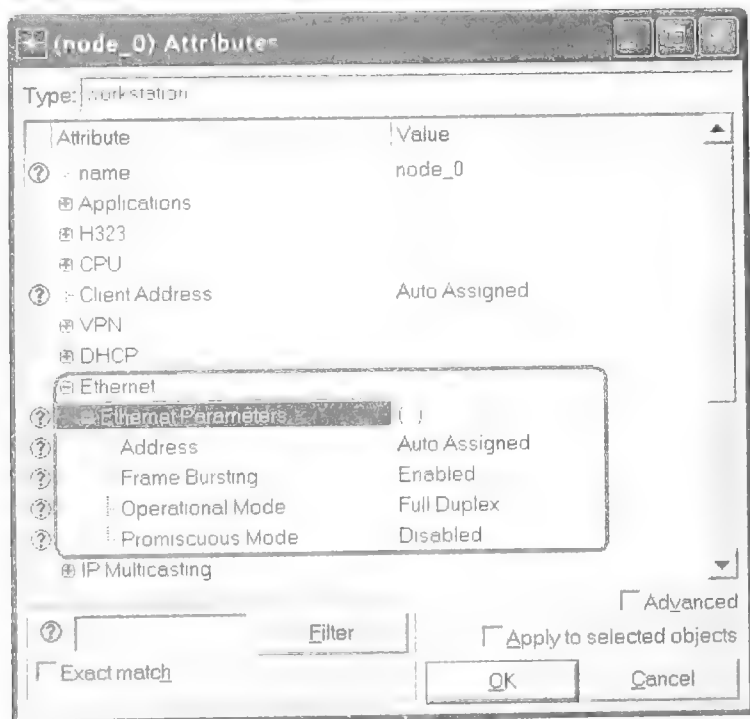 (node_0) Attributes
Type: workstation
Attribute Value
name node_0
Applications
H323
CPU
Client Address Auto Assigned
VPN
DHCP
Ethernet
Ethernet Parameters ( )
Address Auto Assigned
Frame Bursting Enabled
Operational Mode Full Duplex
Promiscuous Mode Disabled
IP Multicasting
Advanced
Filter
Apply to selected objects
Exact match
OK Cancel